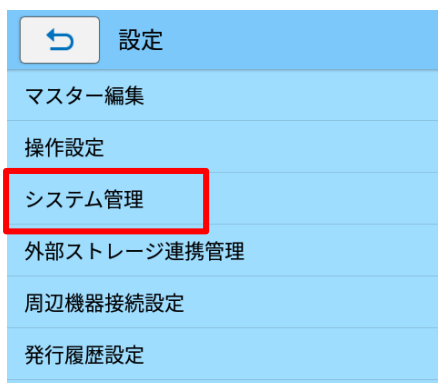 設定
マスター編集
操作設定
システム管理
外部ストレージ連携管理
周辺機器接続設定
発行履歴設定